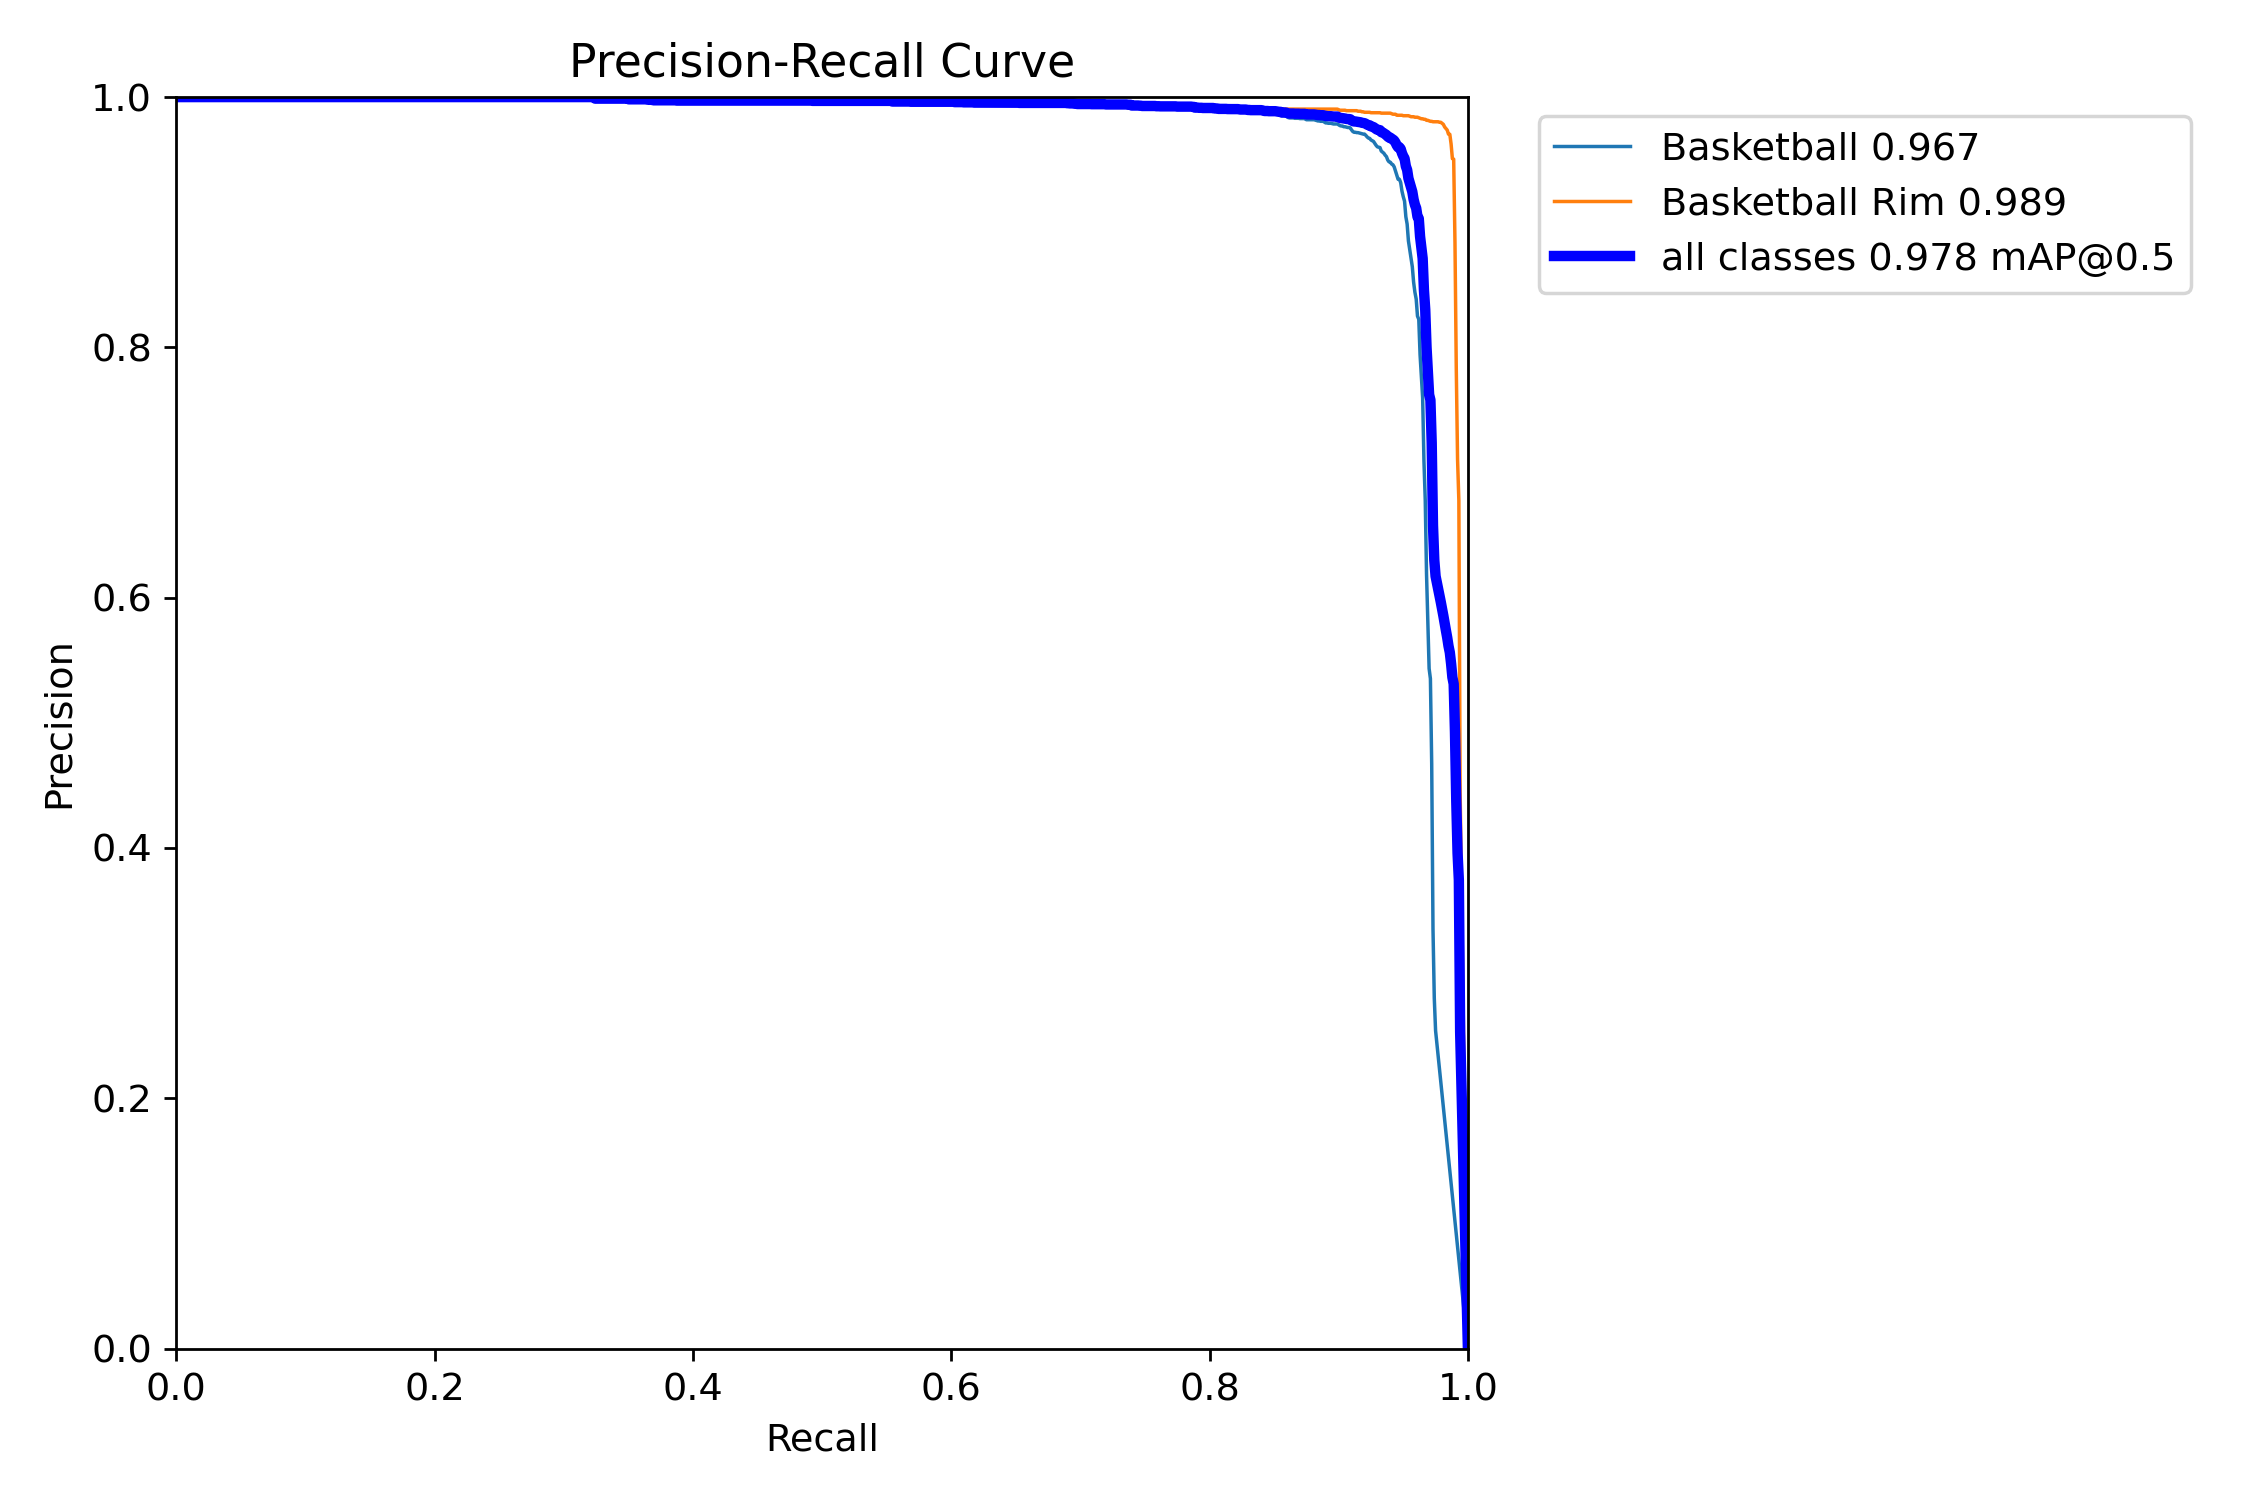 Precision-Recall Curve
1.0
0.8
0.6
0.4
0.2
0.0
Precision
0.0 0.2 0.4 0.6 0.8 1.0
Recall
Basketball 0.967
Basketball Rim 0.989
all classes 0.978 mAP@0.5